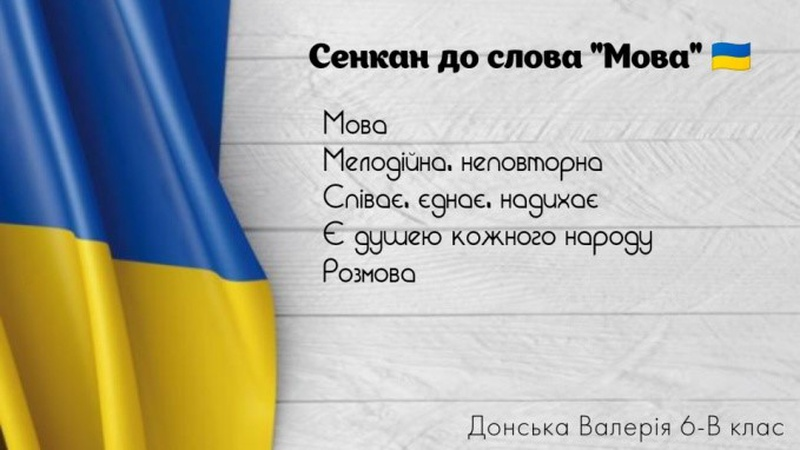 Сенкан до слова "Мова" 🇺🇦
Мова
Мелодійна, неповторна
Співає, єднає, надихає
Є душею кожного народу
Розмова
Донська Валерія 6-В клас